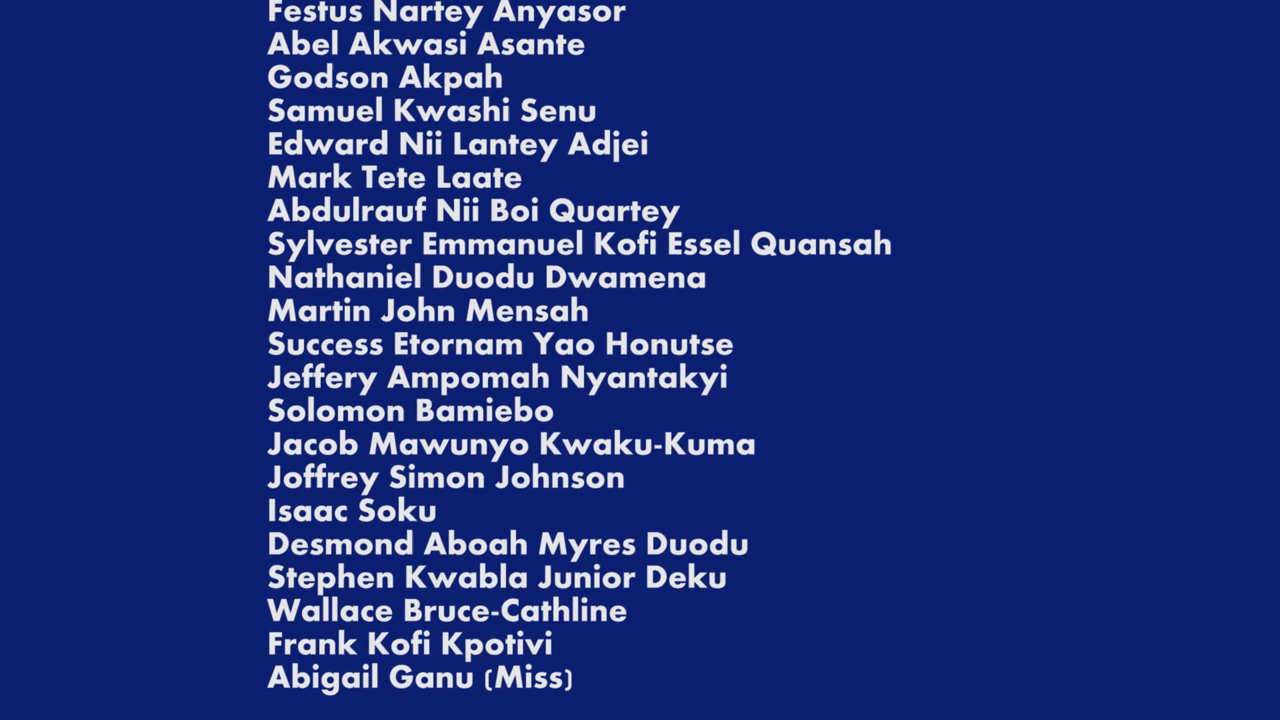 Festus Nartey Anyasor
Abel Akwasi Asante
Godson Akpah
Samuel Kwashi Senu
Edward Nii Lantey Adjei
Mark Tete Laate
Abdulrauf Nii Boi Quartey
Sylvester Emmanuel Kofi Essel Quansah
Nathaniel Duodu Dwamena
Martin John Mensah
Success Etornam Yao Honutse
Jeffery Ampomah Nyantakyi
Solomon Bamiebo
Jacob Mawunyo Kwaku-Kuma
Joffrey Simon Johnson
Isaac Soku
Desmond Aboah Myres Duodu
Stephen Kwabla Junior Deku
Wallace Bruce-Cathline
Frank Kofi Kpotivi
Abigail Ganu (Miss)